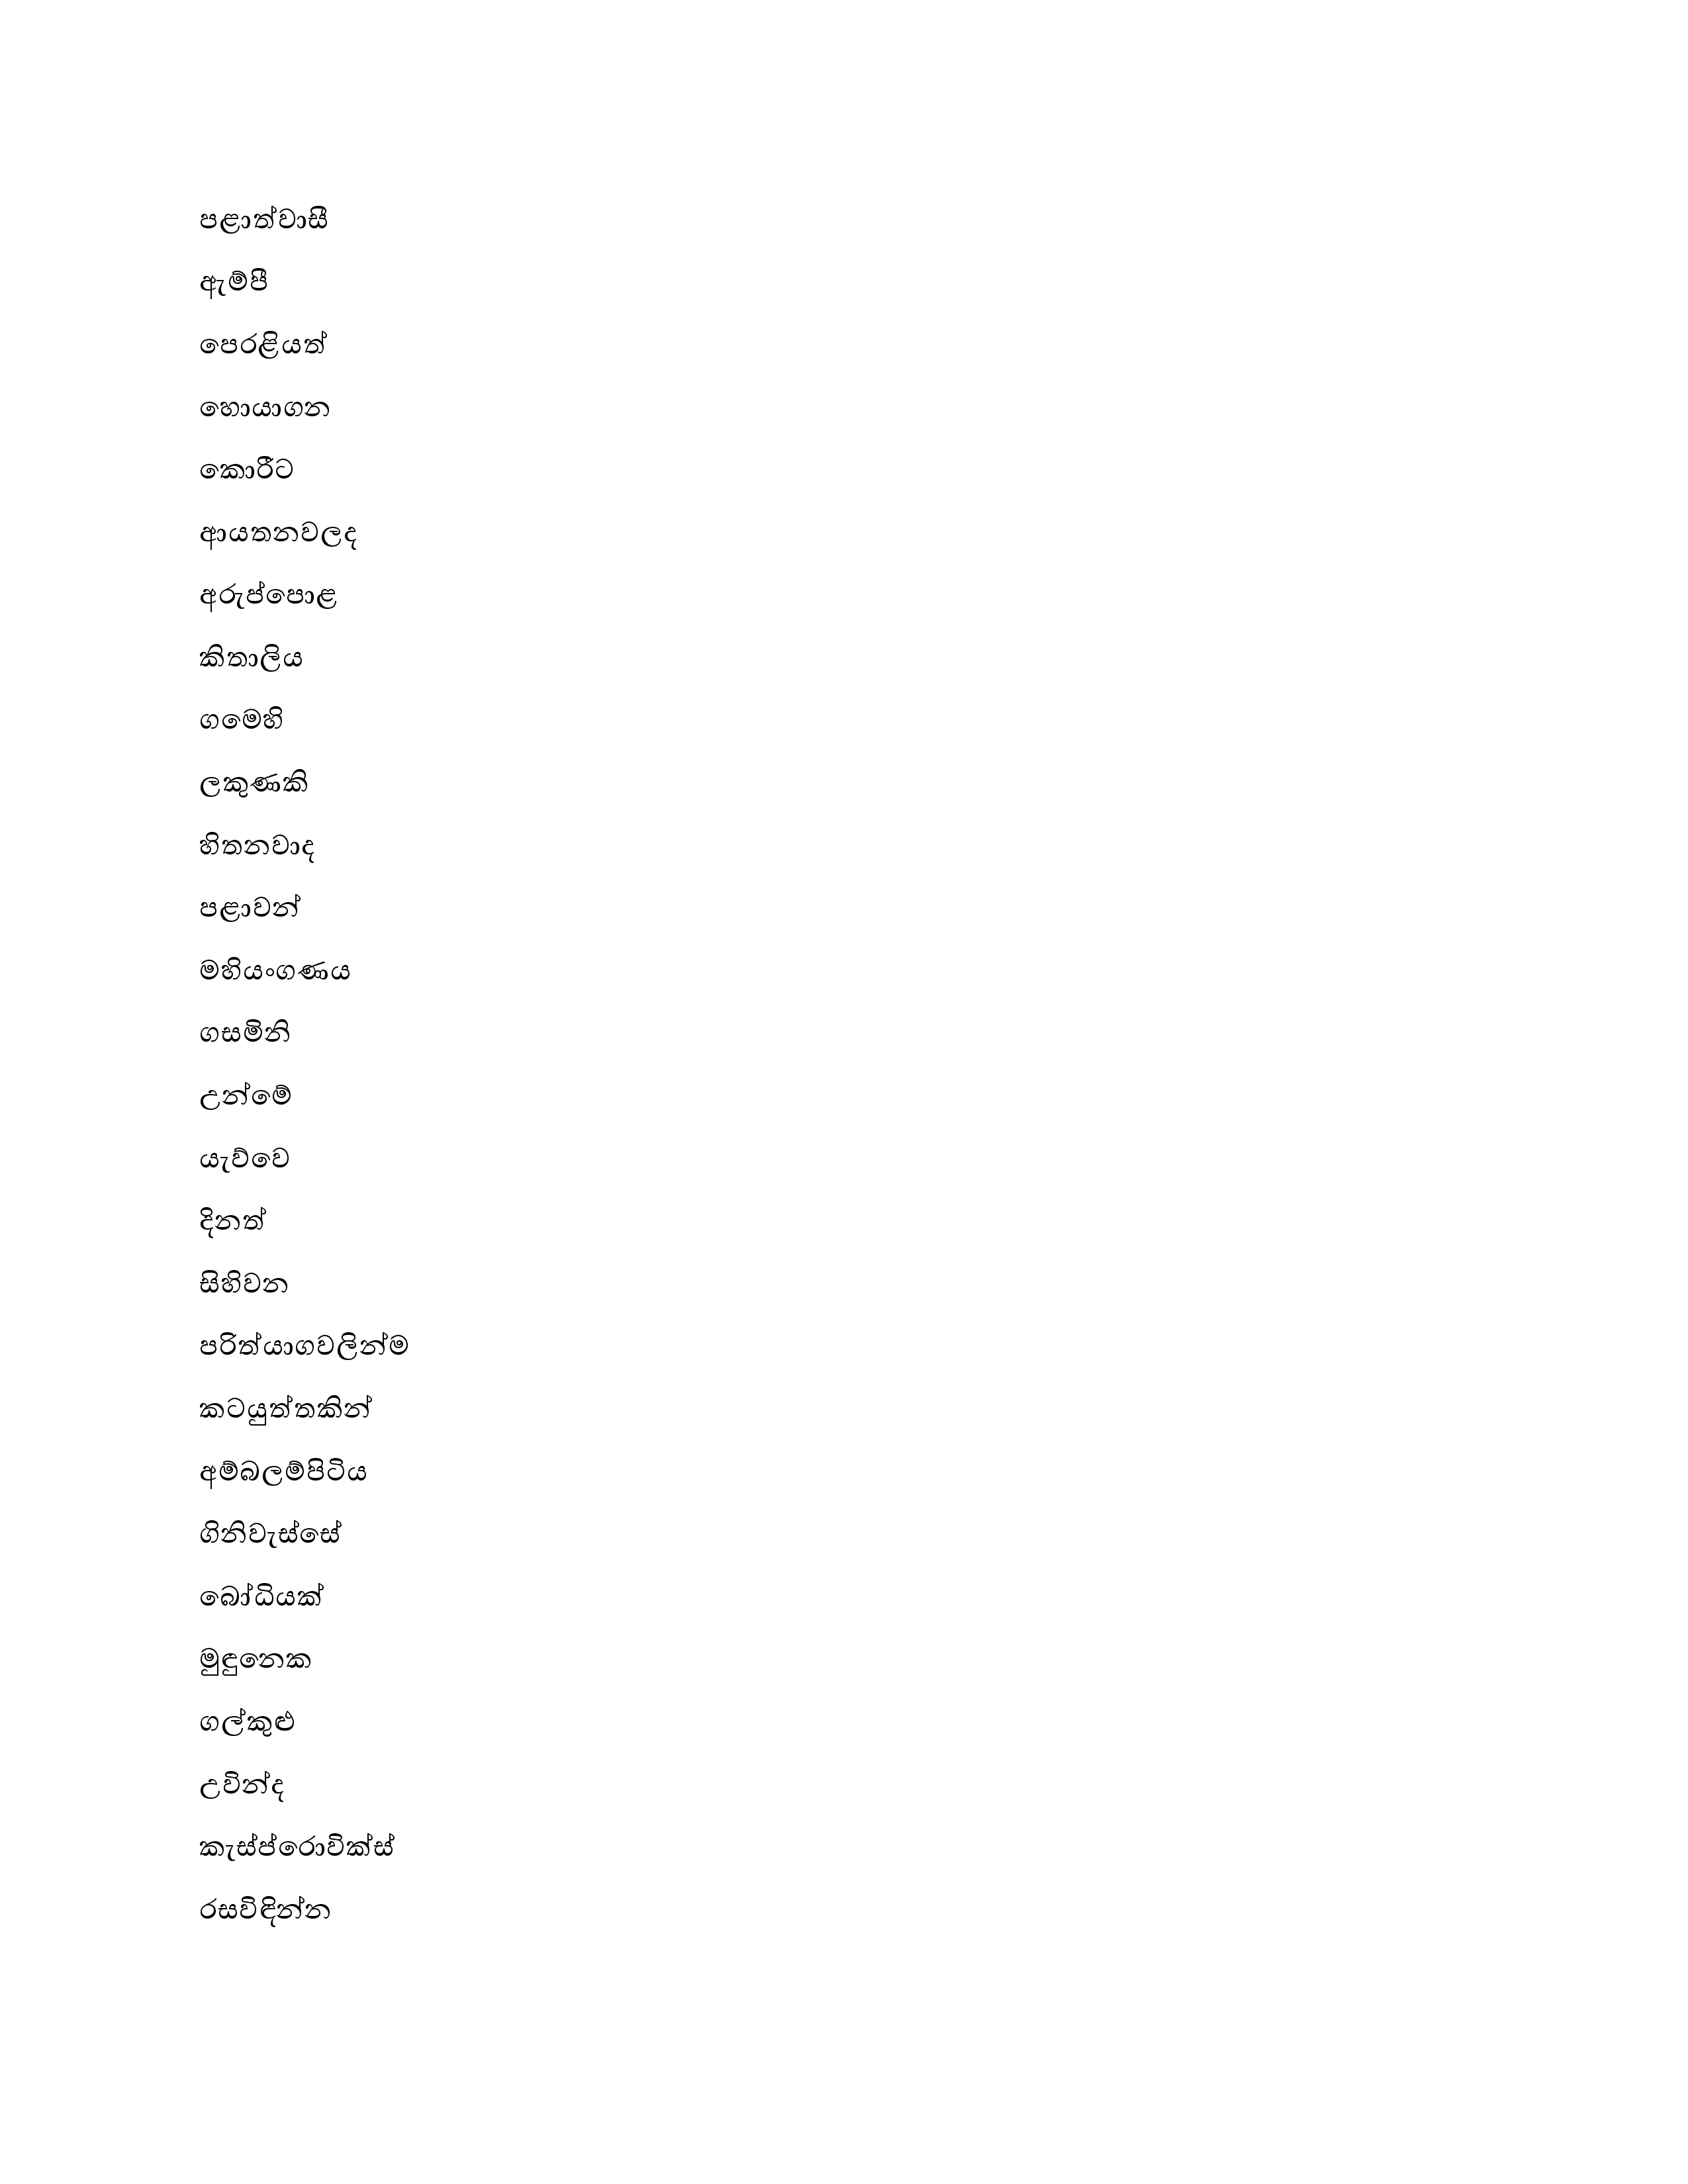 පළාත්වාසී
ඇම්පී
පෙරළියත්
හොයාගන
කොරීට
ආයතනවලද
අරුප්පොළ
කිතාලිය
ගමෙහි
ලකුණකි
හිතනවාද
පළාවන්
මහියංගණය
ගසමිනි
උන්මේ
යැව්වෙ
දිනත්
සිහිවන
පරිත්යාගවලින්ම
කටයුත්තකින්
අම්බලම්පිටිය
ගිනිවැස්සේ
බෝධියක්
මුඳුනෙක
ගල්කුළු
උවින්ද
කැස්ප්රොවික්ස්
රසවිඳින්න